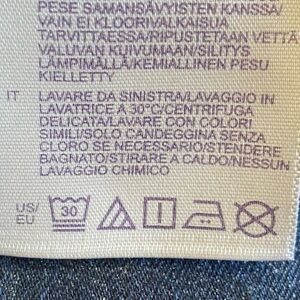 PESE SAMANSÄVYISTEN KANSSA/
VAIN EI KLOORIVALKAISUA
TARVITTAESSA/RIPUSTETAAN VETTÄ
VALUVAN KUIVUMAAN/SILITYS
LÄMPIMÄLLÄ/KEMIALLINEN PESU
KIELLETTY
IT LAVARE DA SINISTRA/LAVAGGIO IN
LAVATRICE A 30°C/CENTRIFUGA
DELICATA/LAVARE CON COLORI
SIMILI/SOLO CANDEGGINA SENZA
CLORO SE NECESSARIO/STENDERE
BAGNATO/STIRARE A CALDO/NESSUN
LAVAGGIO CHIMICO
US/
EU
30